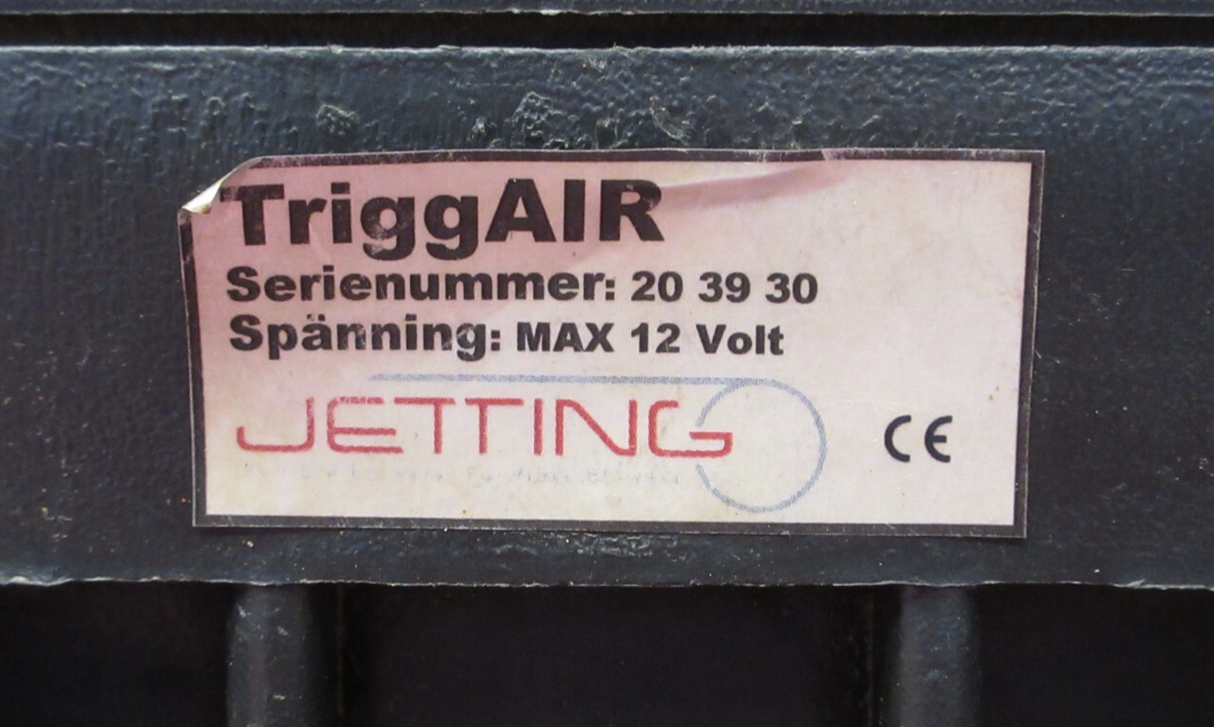 TriggAIR
Serienummer: 20 39 30
Spänning: MAX 12 Volt
JETTING
CE